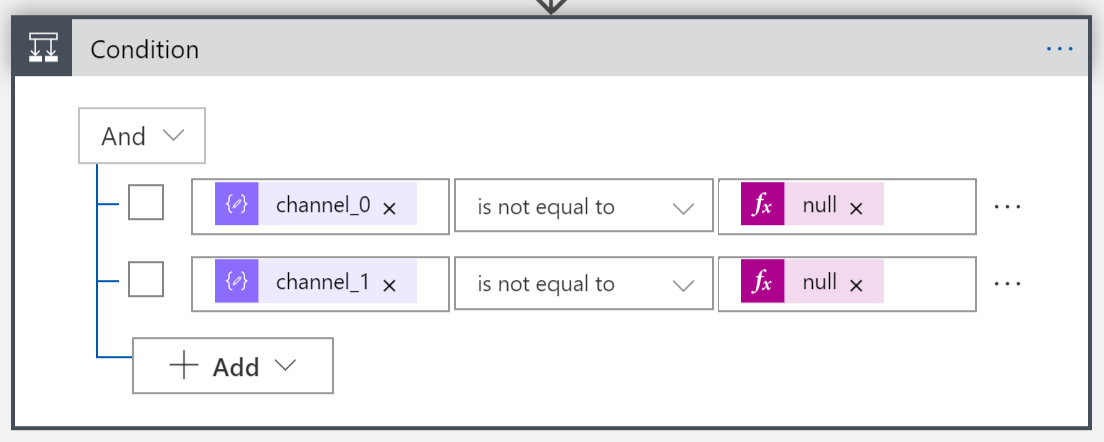 Condition ...
And
channel_0 × is not equal to fx null × ...
channel_1 × is not equal to fx null × ...
+ Add